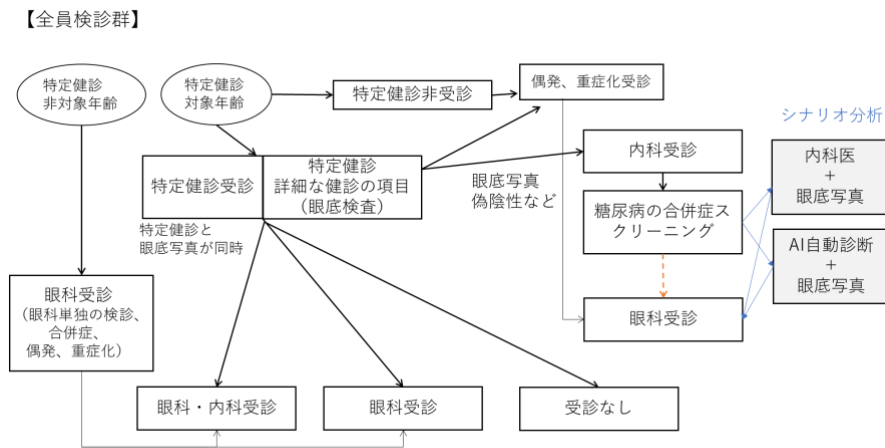 【全員検診群】
特定健診
非対象年齢
特定健診
対象年齢
特定健診非受診
偶発、重症化受診
シナリオ分析
特定健診受診
特定健診
詳細な健診の項目
（眼底検査）
眼底写真
偽陰性など
内科受診
内科医
+
眼底写真
特定健診と
眼底写真が同時
糖尿病の合併症ス
クリーニング
AI自動診断
+
眼底写真
眼科受診
（眼科単独の検診、
合併症、
偶発、重症化）
眼科受診
眼科・内科受診
眼科受診
受診なし